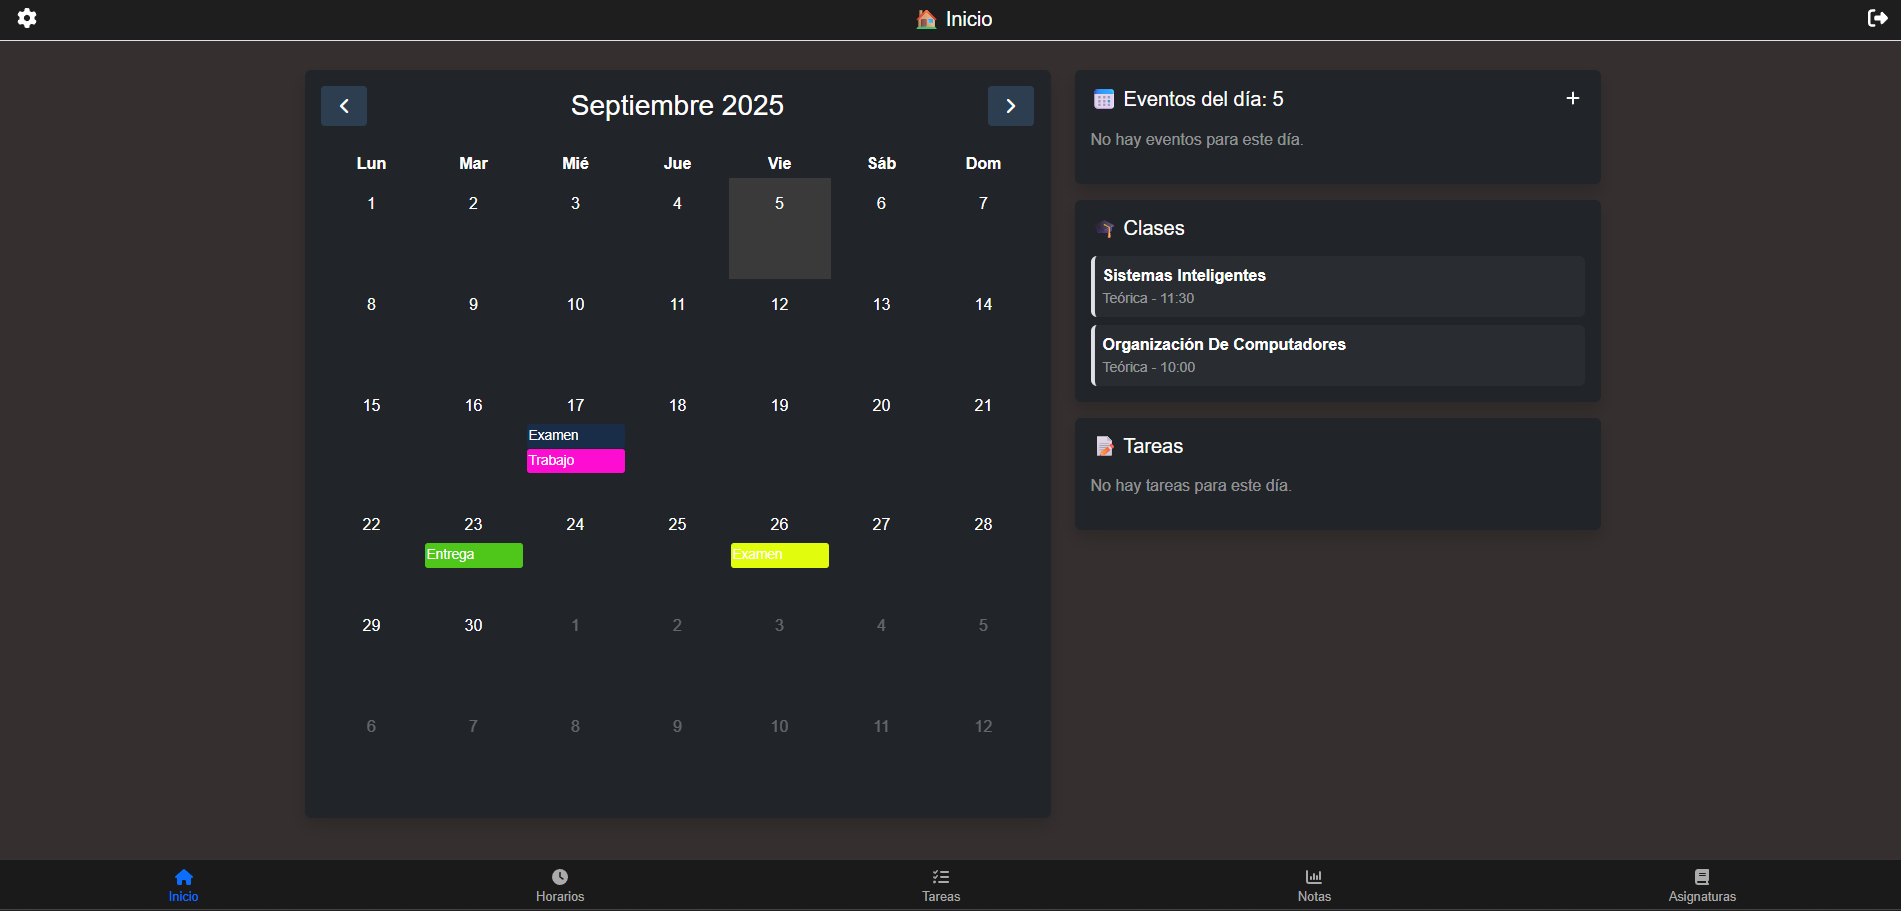 Inicio
Septiembre 2025
Lun Mar Mié Jue Vie Sáb Dom
1 2 3 4 5 6 7
8 9 10 11 12 13 14
15 16 17 18 19 20 21
Examen
Trabajo
22 23 24 25 26 27 28
Entrega Examen
29 30 1 2 3 4 5
6 7 8 9 10 11 12
Eventos del día: 5
No hay eventos para este día.
Clases
Sistemas Inteligentes
Teórica - 11:30
Organización De Computadores
Teórica - 10:00
Tareas
No hay tareas para este día.
Inicio Horarios Tareas Notas Asignaturas